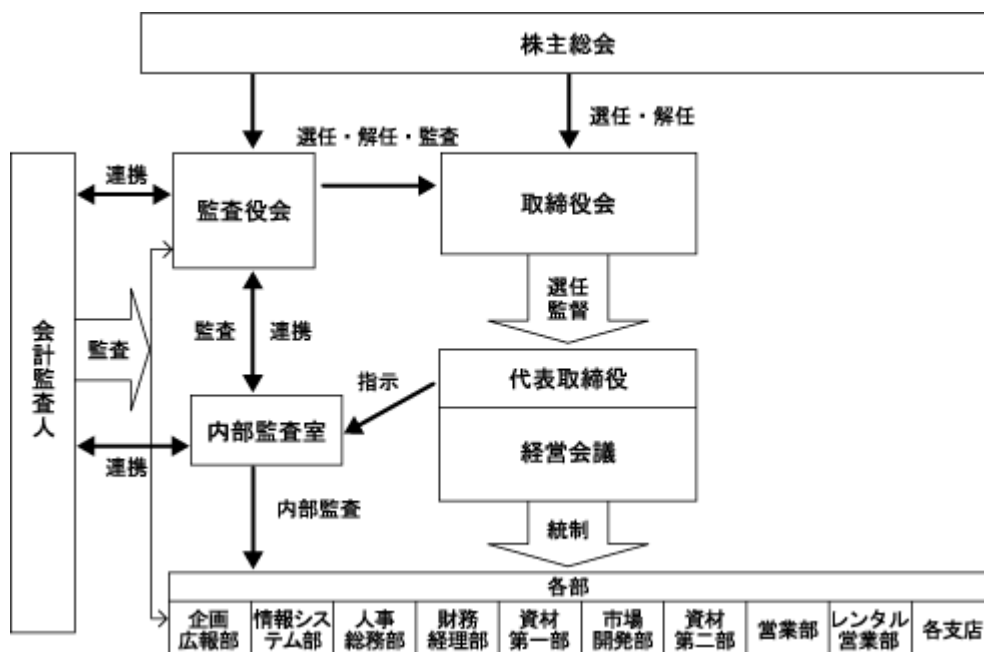 株主総会
選任・解任
選任・解任・監査
連携
監査役会
取締役会
選任
監督
監査
連携
会計監査人
監査
代表取締役
指示
内部監査室
経営会議
連携
内部監査
統制
各部
企画
広報部
情報シス
テム部
人事
総務部
財務
経理部
資材
第一部
市場
開発部
資材
第二部
営業部
レンタル
営業部
各支店